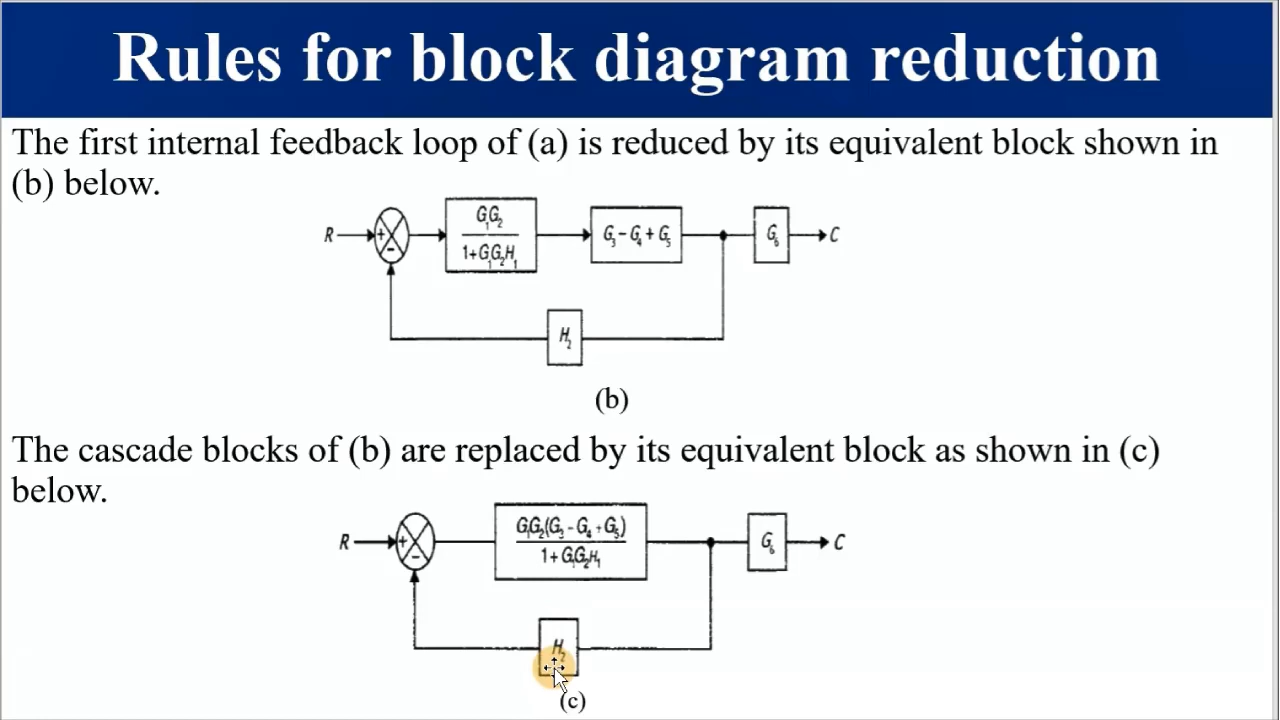 Rules for block diagram reduction
The first internal feedback loop of (a) is reduced by its equivalent block shown in
(b) below.
R + - G₁G₂ / 1+G₁G₂H₁ G₃−G₄+G₅ G₆ C
H₂
(b)
The cascade blocks of (b) are replaced by its equivalent block as shown in (c)
below.
R + - G₁G₂(G₃−G₄+G₅) / 1+G₁G₂H₁ G₆ C
H₂
(c)